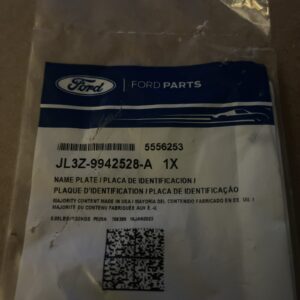 Ford FORD PARTS
5556253
JL3Z-9942528-A 1X
NAME PLATE / PLACA DE IDENTIFICACION /
PLAQUE D'IDENTIFICATION / PLACA DE IDENTIFICAÇÃO
MAJORITY CONTENT MADE IN USA / MAYORIA DEL CONTENIDO FABRICADO EN EE. UU. /
MAJORITÉ DU CONTENU FABRIQUÉE AUX É.-U.